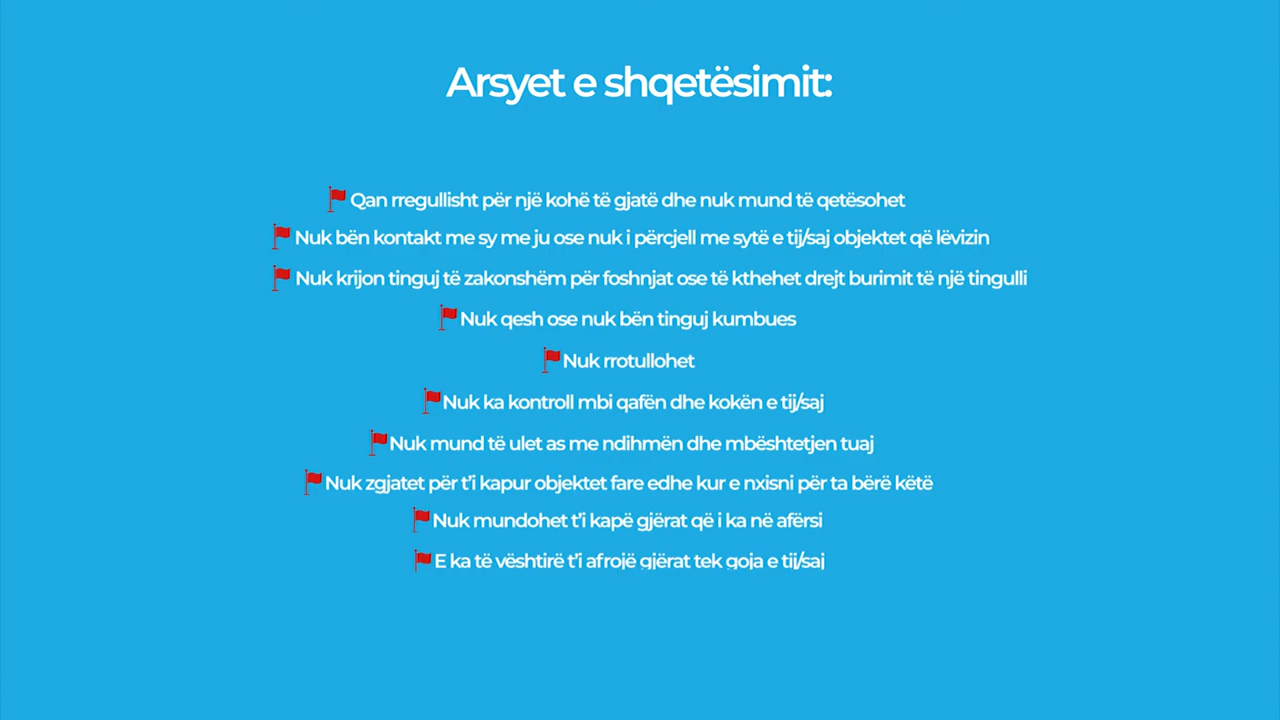 Arsyet e shqetësimit:
Qan rregullisht për një kohë të gjatë dhe nuk mund të qetësohet
Nuk bën kontakt me sy me ju ose nuk i përcjell me sytë e tij/saj objektet që lëvizin
Nuk krijon tinguj të zakonshëm për foshnjat ose të kthehet drejt burimit të një tingulli
Nuk qesh ose nuk bën tinguj kumbues
Nuk rrotullohet
Nuk ka kontroll mbi qafën dhe kokën e tij/saj
Nuk mund të ulet as me ndihmën dhe mbështetjen tuaj
Nuk zgjatet për t'i kapur objektet fare edhe kur e nxisni për ta bërë këtë
Nuk mundohet t'i kapë gjërat që i ka në afërsi
E ka të vështirë t'i afrojë gjërat tek goja e tij/saj